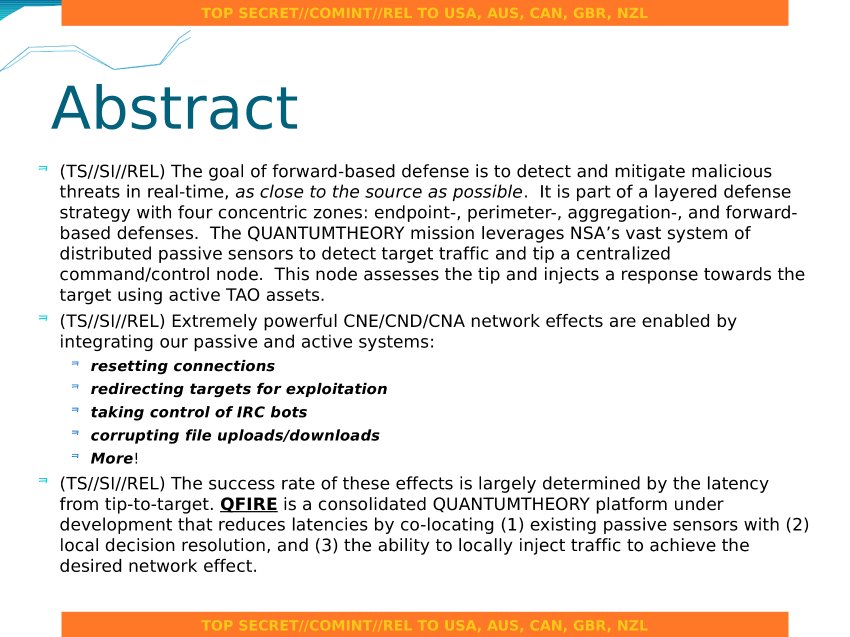 TOP SECRET//COMINT//REL TO USA, AUS, CAN, GBR, NZL
Abstract
(TS//SI//REL) The goal of forward-based defense is to detect and mitigate malicious
threats in real-time, as close to the source as possible.  It is part of a layered defense
strategy with four concentric zones: endpoint-, perimeter-, aggregation-, and forward-
based defenses.  The QUANTUMTHEORY mission leverages NSA’s vast system of
distributed passive sensors to detect target traffic and tip a centralized
command/control node.  This node assesses the tip and injects a response towards the
target using active TAO assets.
(TS//SI//REL) Extremely powerful CNE/CND/CNA network effects are enabled by
integrating our passive and active systems:
resetting connections
redirecting targets for exploitation
taking control of IRC bots
corrupting file uploads/downloads
More!
(TS//SI//REL) The success rate of these effects is largely determined by the latency
from tip-to-target. QFIRE is a consolidated QUANTUMTHEORY platform under
development that reduces latencies by co-locating (1) existing passive sensors with (2)
local decision resolution, and (3) the ability to locally inject traffic to achieve the
desired network effect.
TOP SECRET//COMINT//REL TO USA, AUS, CAN, GBR, NZL